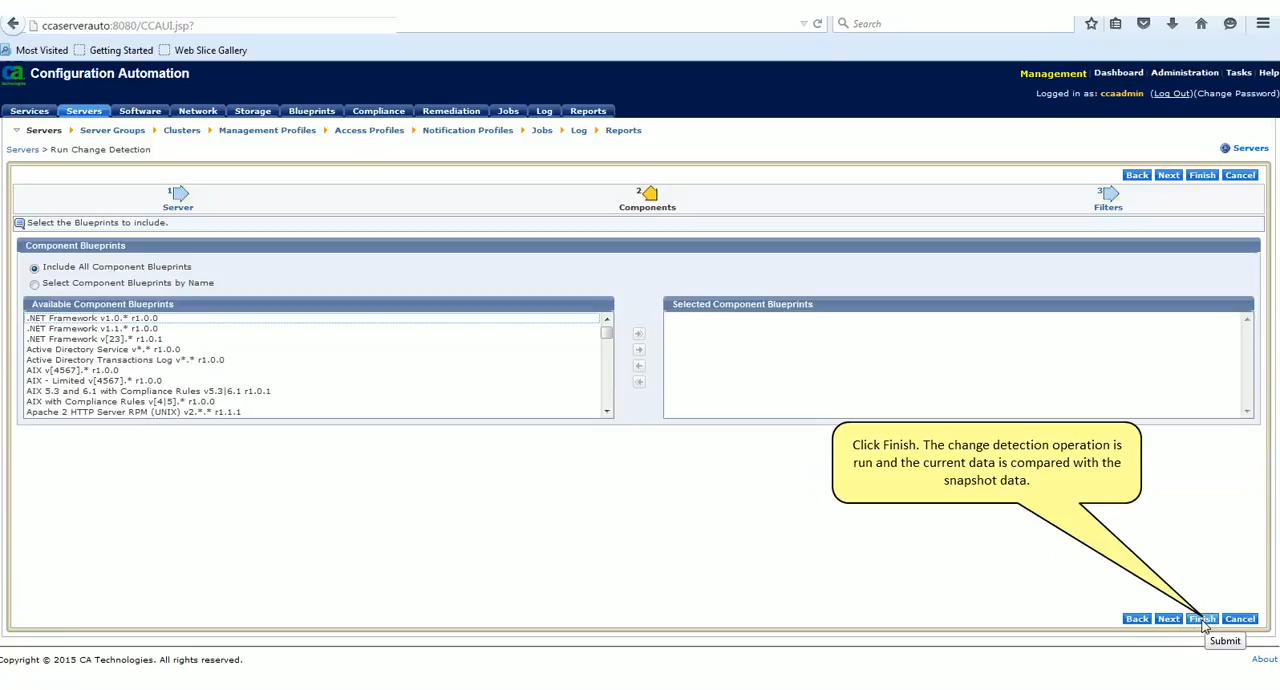 ccaserverauto:8080/CCAUI.jsp?
Search
Most Visited Getting Started Web Slice Gallery
ca technologies
Configuration Automation
Management Dashboard Administration Tasks Help
Logged in as: ccaadmin (Log Out)(Change Password)
Services Servers Software Network Storage Blueprints Compliance Remediation Jobs Log Reports
Servers Server Groups Clusters Management Profiles Access Profiles Notification Profiles Jobs Log Reports
Servers > Run Change Detection
Servers
Back Next Finish Cancel
1 2 3
Server Components Filters
Select the Blueprints to include.
Component Blueprints
Include All Component Blueprints
Select Component Blueprints by Name
Available Component Blueprints
.NET Framework v1.0.* r1.0.0
.NET Framework v1.1.* r1.0.0
.NET Framework v[23].* r1.0.1
Active Directory Service v*.* r1.0.0
Active Directory Transactions Log v*.* r1.0.0
AIX v[4567].* r1.0.0
AIX - Limited v[4567].* r1.0.0
AIX 5.3 and 6.1 with Compliance Rules v5.3|6.1 r1.0.1
AIX with Compliance Rules v[4|5].* r1.0.0
Apache 2 HTTP Server RPM (UNIX) v2.*.* r1.1.1
Selected Component Blueprints
Click Finish. The change detection operation is
run and the current data is compared with the
snapshot data.
Back Next Finish Cancel
Submit
Copyright © 2015 CA Technologies. All rights reserved.
About